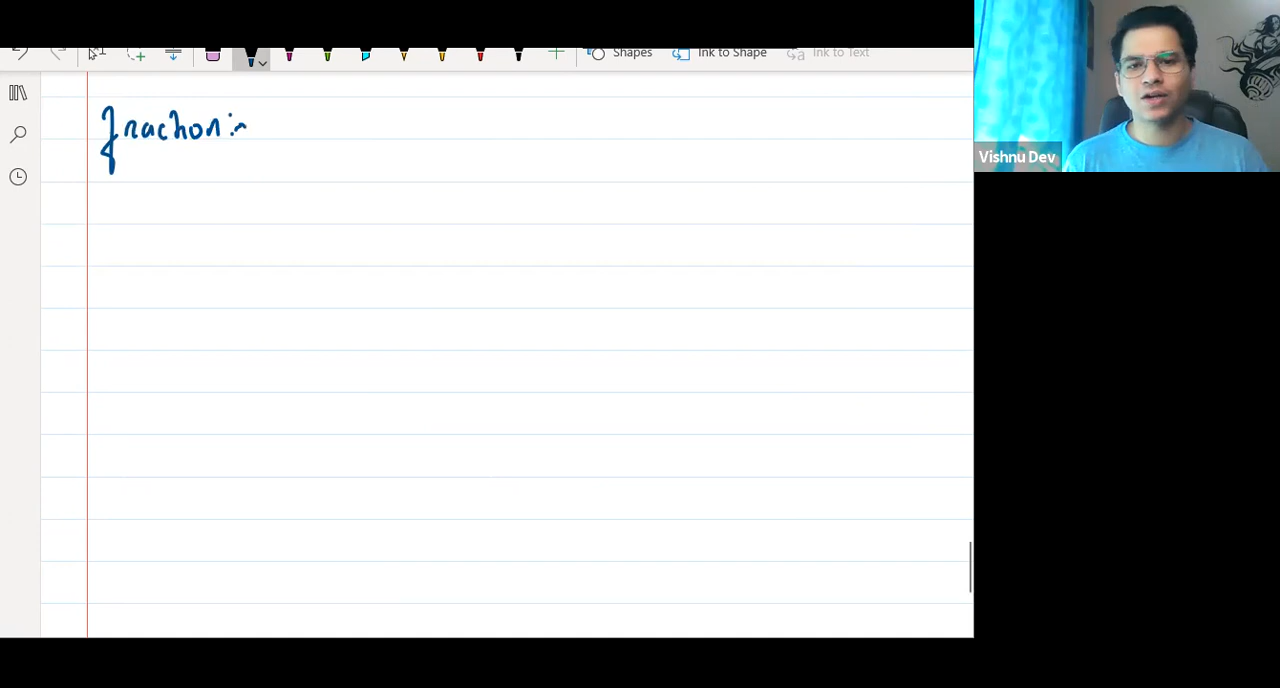 Shapes
Ink to Shape
Ink to Text
fraction:-
Vishnu Dev